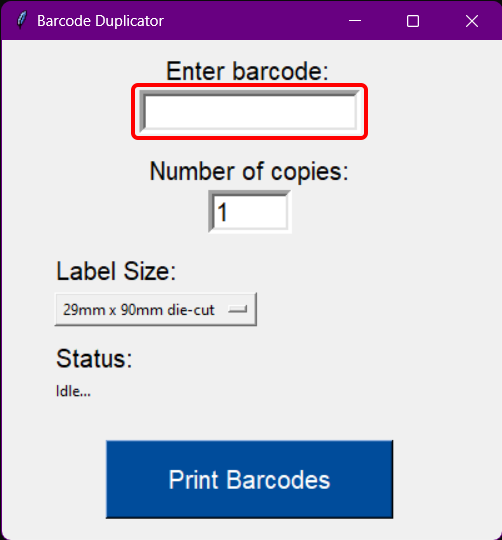 Barcode Duplicator
Enter barcode:
Number of copies:
1
Label Size:
29mm x 90mm die-cut
Status:
Idle...
Print Barcodes